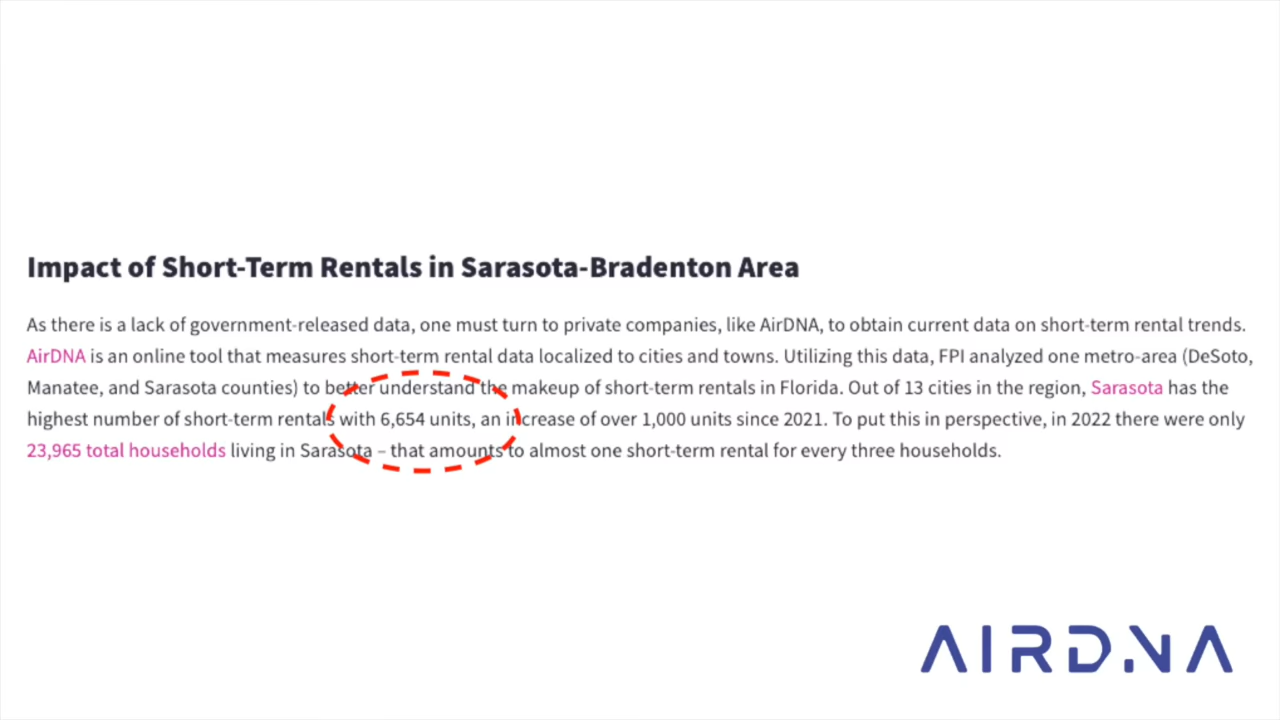 Impact of Short-Term Rentals in Sarasota-Bradenton Area
As there is a lack of government-released data, one must turn to private companies, like AirDNA, to obtain current data on short-term rental trends.
AirDNA is an online tool that measures short-term rental data localized to cities and towns. Utilizing this data, FPI analyzed one metro-area (DeSoto,
Manatee, and Sarasota counties) to better understand the makeup of short-term rentals in Florida. Out of 13 cities in the region, Sarasota has the
highest number of short-term rentals with 6,654 units, an increase of over 1,000 units since 2021. To put this in perspective, in 2022 there were only
23,965 total households living in Sarasota – that amounts to almost one short-term rental for every three households.
AIRDNA